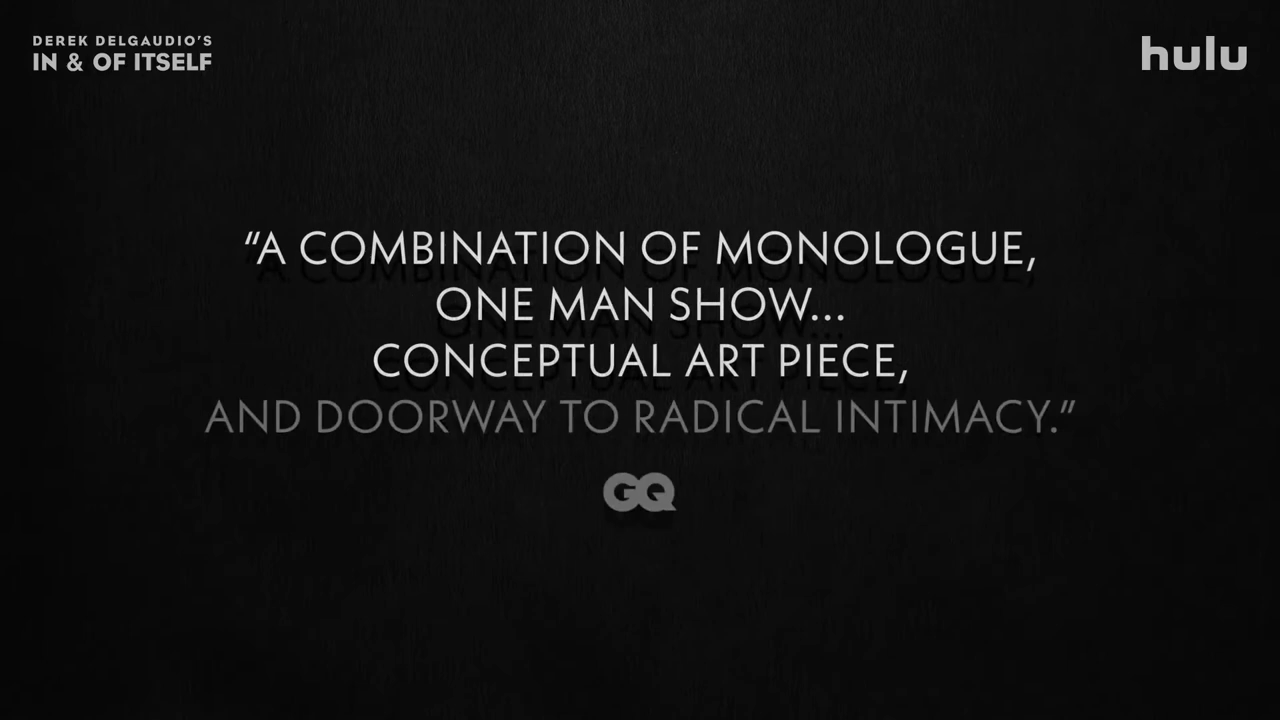 DEREK DELGAUDIO'S
IN & OF ITSELF
hulu
“A COMBINATION OF MONOLOGUE,
ONE MAN SHOW...
CONCEPTUAL ART PIECE,
AND DOORWAY TO RADICAL INTIMACY.”
GQ